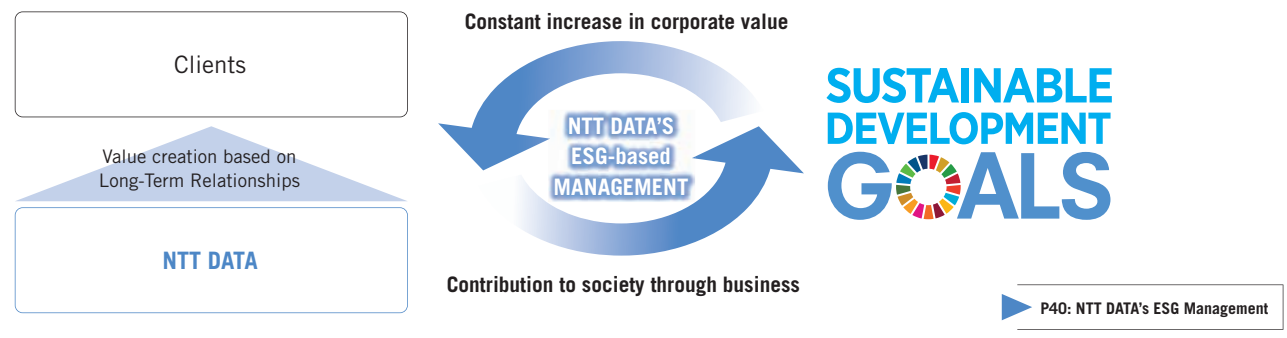 Clients
Value creation based on
Long-Term Relationships
NTT DATA
Constant increase in corporate value
NTT DATA'S
ESG-based
MANAGEMENT
Contribution to society through business
SUSTAINABLE
DEVELOPMENT
GOALS
P40: NTT DATA's ESG Management